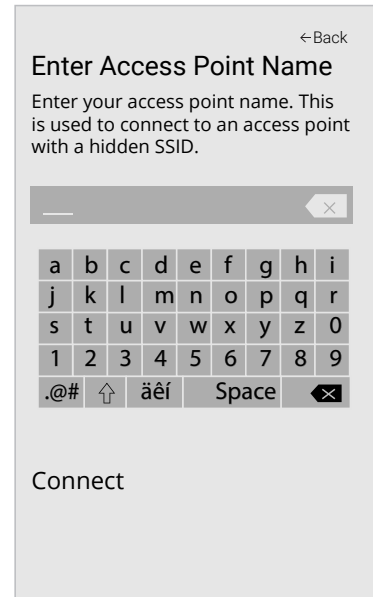 ←Back
Enter Access Point Name
Enter your access point name. This
is used to connect to an access point
with a hidden SSID.
a b c d e f g h i
j k l m n o p q r
s t u v w x y z 0
1 2 3 4 5 6 7 8 9
.@# äêí Space
Connect